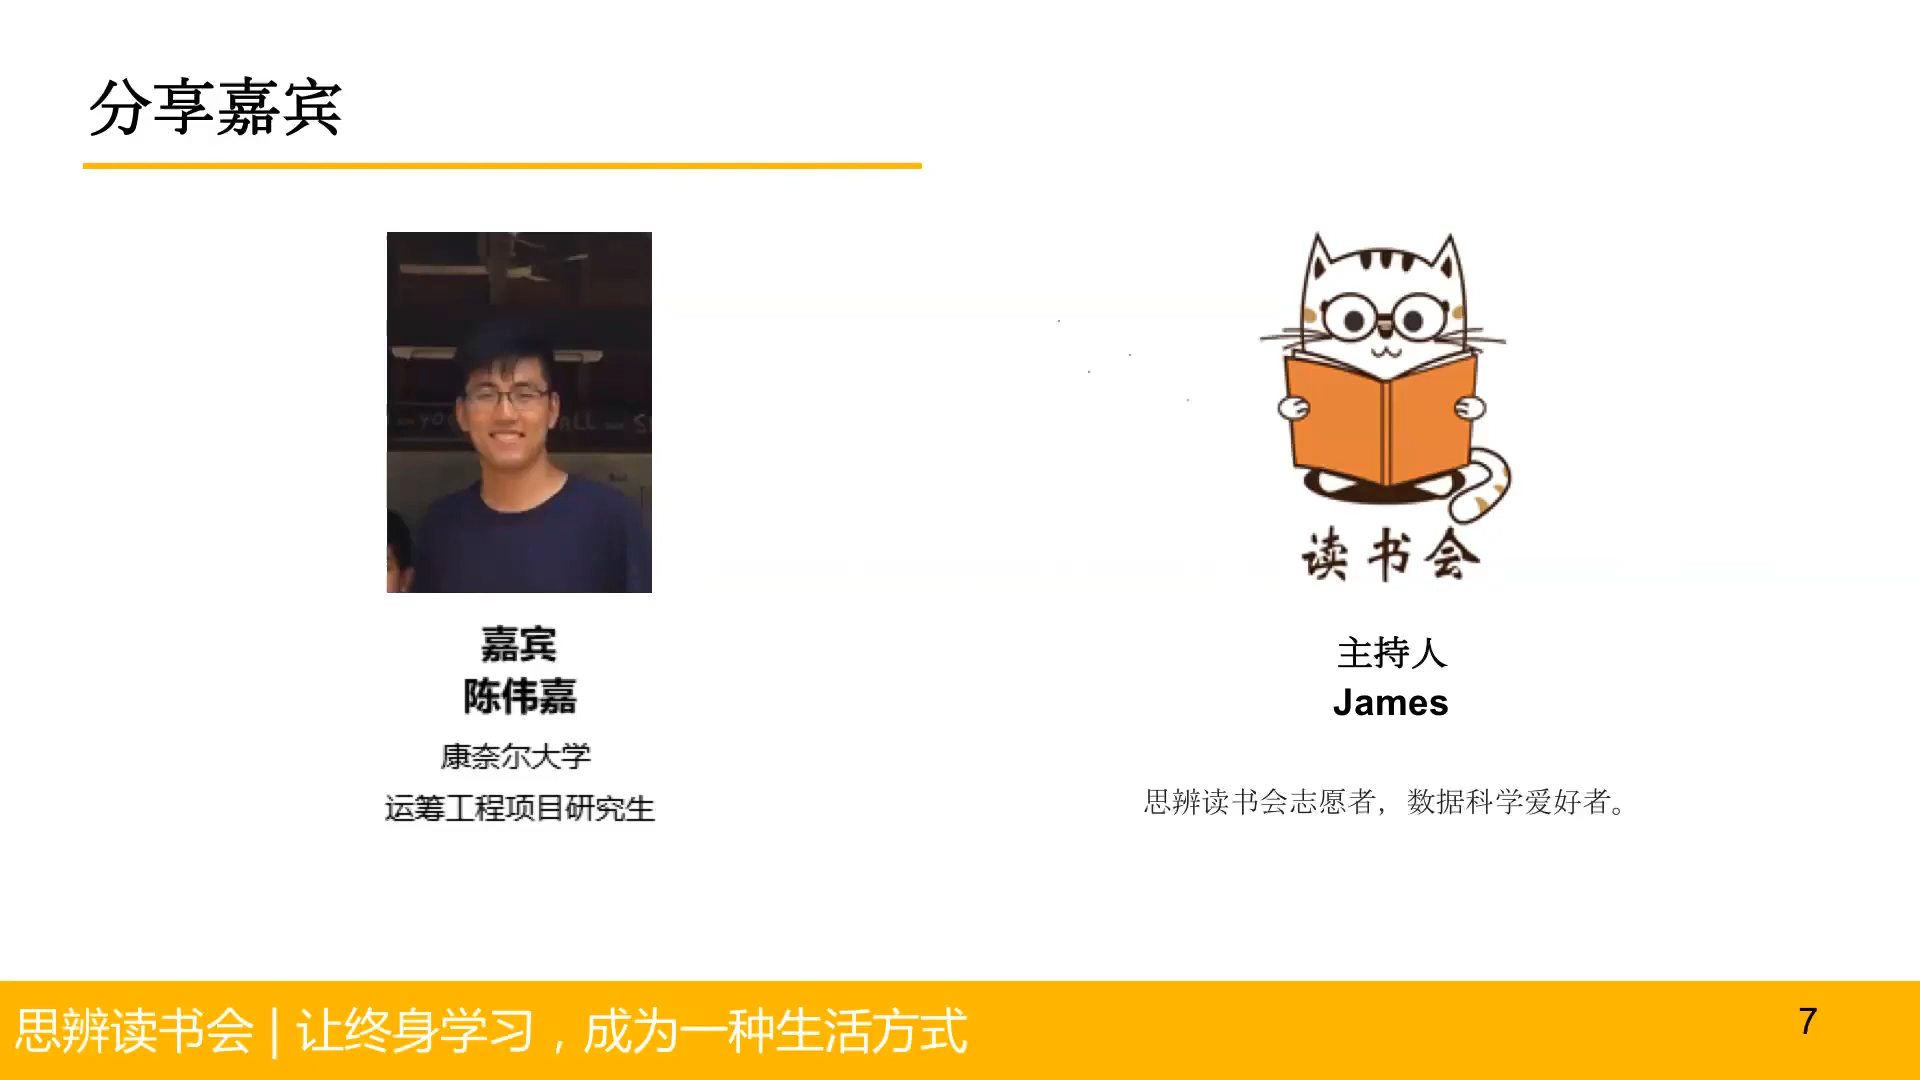 分享嘉宾
读书会
嘉宾
陈伟嘉
康奈尔大学
运筹工程项目研究生
主持人
James
思辨读书会志愿者，数据科学爱好者。
思辨读书会 | 让终身学习，成为一种生活方式
7